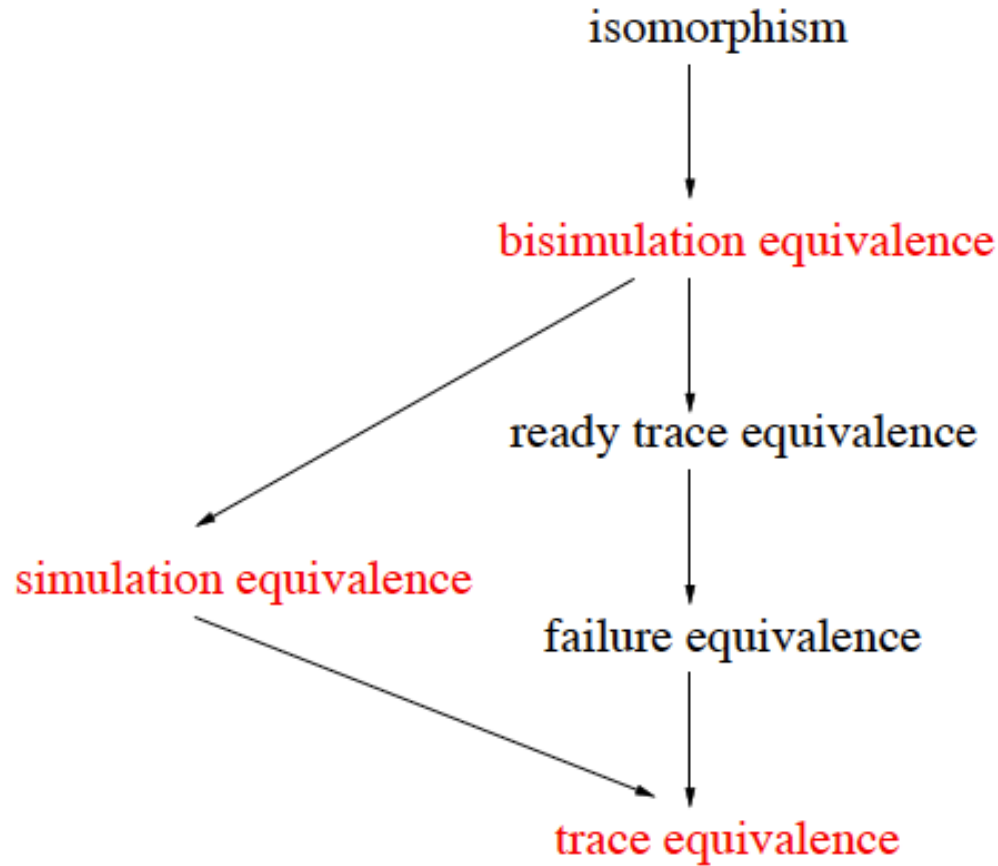 isomorphism
bisimulation equivalence
ready trace equivalence
simulation equivalence
failure equivalence
trace equivalence